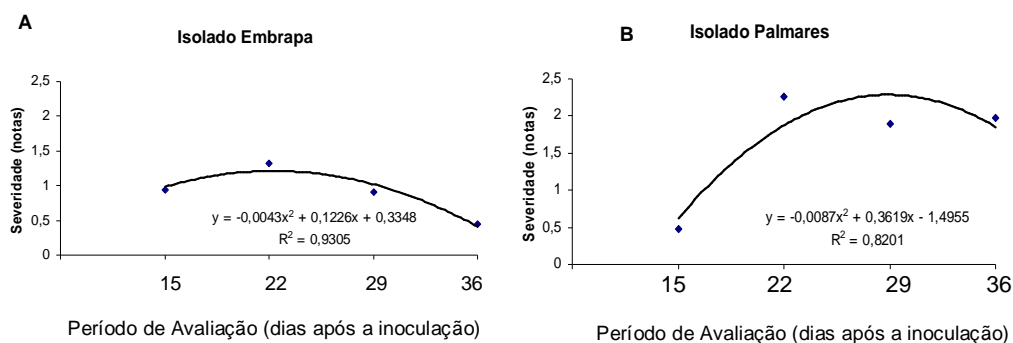 A
Isolado Embrapa
Severidade (notas)
2,5
2
1,5
1
0,5
0
y = -0,0043x² + 0,1226x + 0,3348
R² = 0,9305
15 22 29 36
Período de Avaliação (dias após a inoculação)
B
Isolado Palmares
Severidade (notas)
2,5
2
1,5
1
0,5
0
y = -0,0087x² + 0,3619x - 1,4955
R² = 0,8201
15 22 29 36
Período de Avaliação (dias após a inoculação)